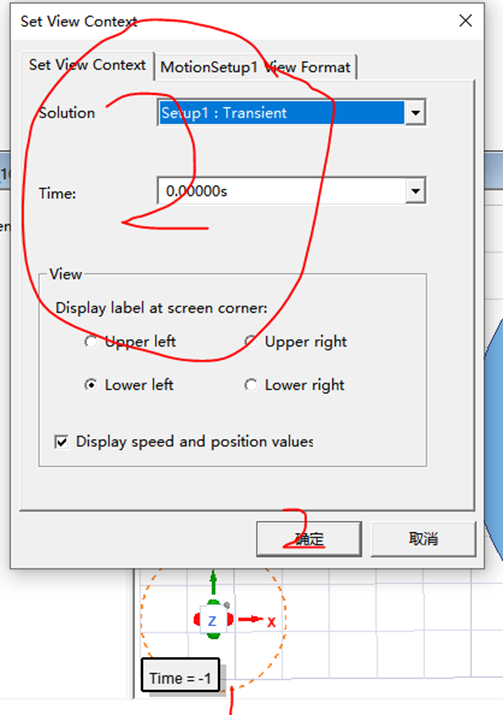 Set View Context
Set View Context
MotionSetup1 View Format
Solution
Setup1 : Transient
2
Time:
0.00000s
View
Display label at screen corner:
Upper left
Upper right
Lower left
Lower right
Display speed and position values
2
确定
取消
Z
X
Time = -1
1